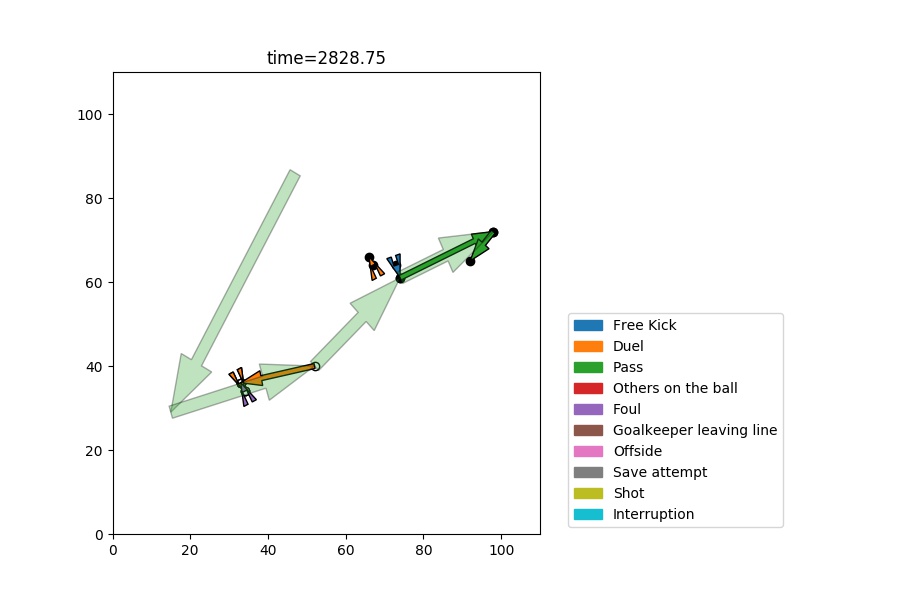 time=2828.75
100
80
60
40
20
0
0 20 40 60 80 100
Free Kick
Duel
Pass
Others on the ball
Foul
Goalkeeper leaving line
Offside
Save attempt
Shot
Interruption